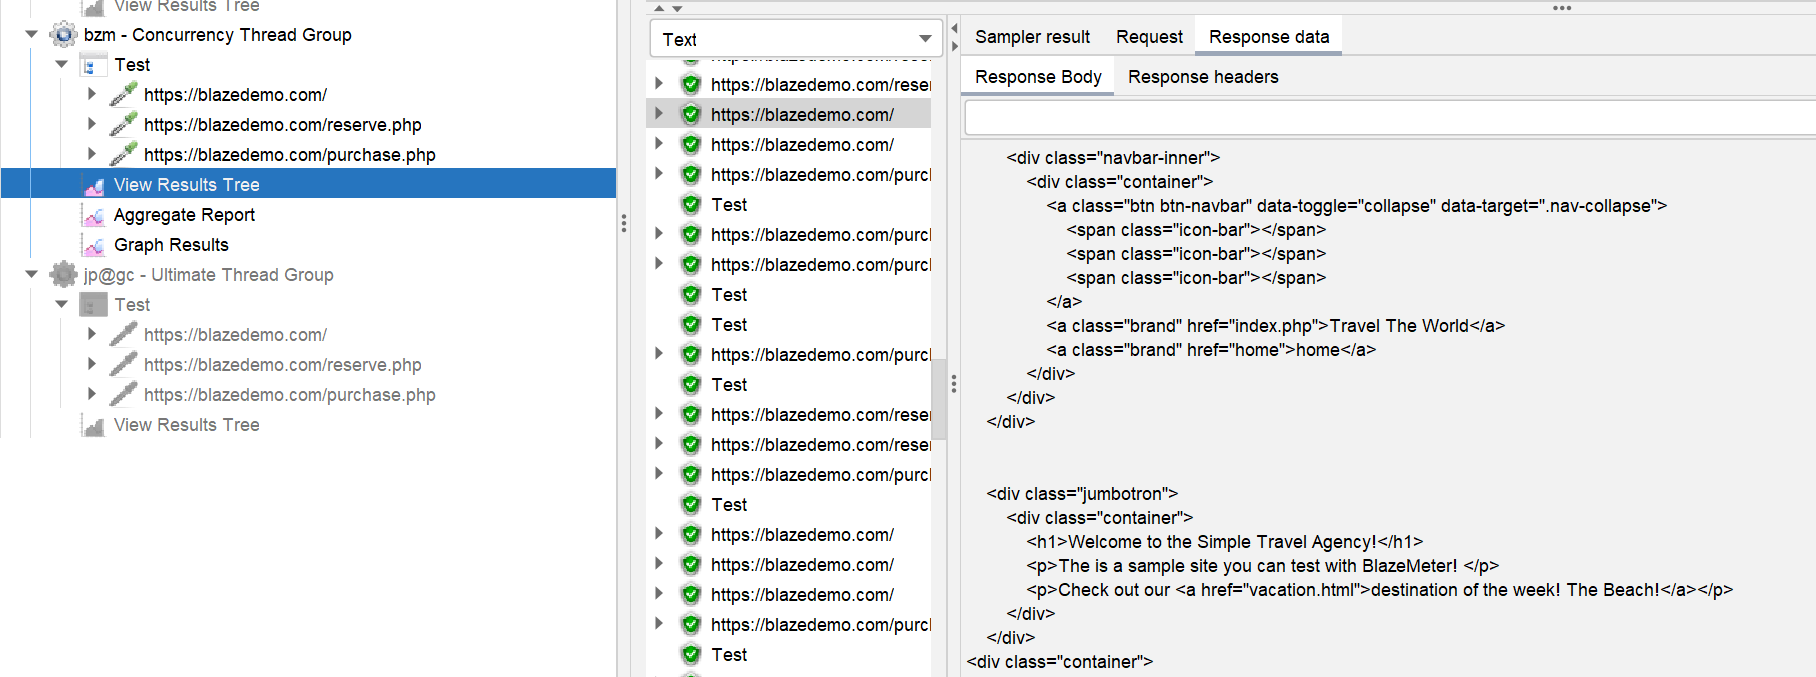 View Results Tree
bzm - Concurrency Thread Group
Test
https://blazedemo.com/
https://blazedemo.com/reserve.php
https://blazedemo.com/purchase.php
View Results Tree
Aggregate Report
Graph Results
jp@gc - Ultimate Thread Group
Test
https://blazedemo.com/
https://blazedemo.com/reserve.php
https://blazedemo.com/purchase.php
View Results Tree
Text
https://blazedemo.com/rese
https://blazedemo.com/
https://blazedemo.com/
https://blazedemo.com/purcl
Test
https://blazedemo.com/purcl
https://blazedemo.com/purcl
Test
Test
https://blazedemo.com/purcl
Test
https://blazedemo.com/rese
https://blazedemo.com/rese
https://blazedemo.com/purcl
Test
https://blazedemo.com/
https://blazedemo.com/
https://blazedemo.com/
https://blazedemo.com/purcl
Test
Sampler result Request Response data
Response Body Response headers
<div class="navbar-inner">
<div class="container">
<a class="btn btn-navbar" data-toggle="collapse" data-target=".nav-collapse">
<span class="icon-bar"></span>
<span class="icon-bar"></span>
<span class="icon-bar"></span>
</a>
<a class="brand" href="index.php">Travel The World</a>
<a class="brand" href="home">home</a>
</div>
</div>
</div>
<div class="jumbotron">
<div class="container">
<h1>Welcome to the Simple Travel Agency!</h1>
<p>The is a sample site you can test with BlazeMeter! </p>
<p>Check out our <a href="vacation.html">destination of the week! The Beach!</a></p>
</div>
</div>
<div class="container">